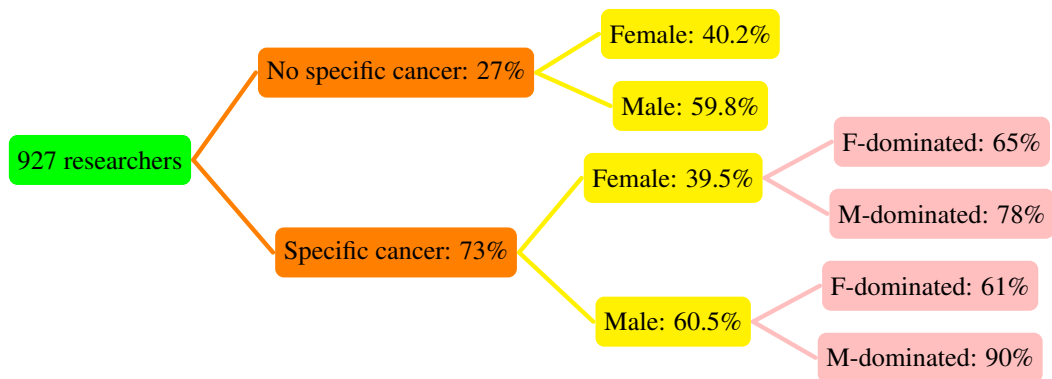 927 researchers
No specific cancer: 27%
Female: 40.2%
Male: 59.8%
Specific cancer: 73%
Female: 39.5%
F-dominated: 65%
M-dominated: 78%
Male: 60.5%
F-dominated: 61%
M-dominated: 90%